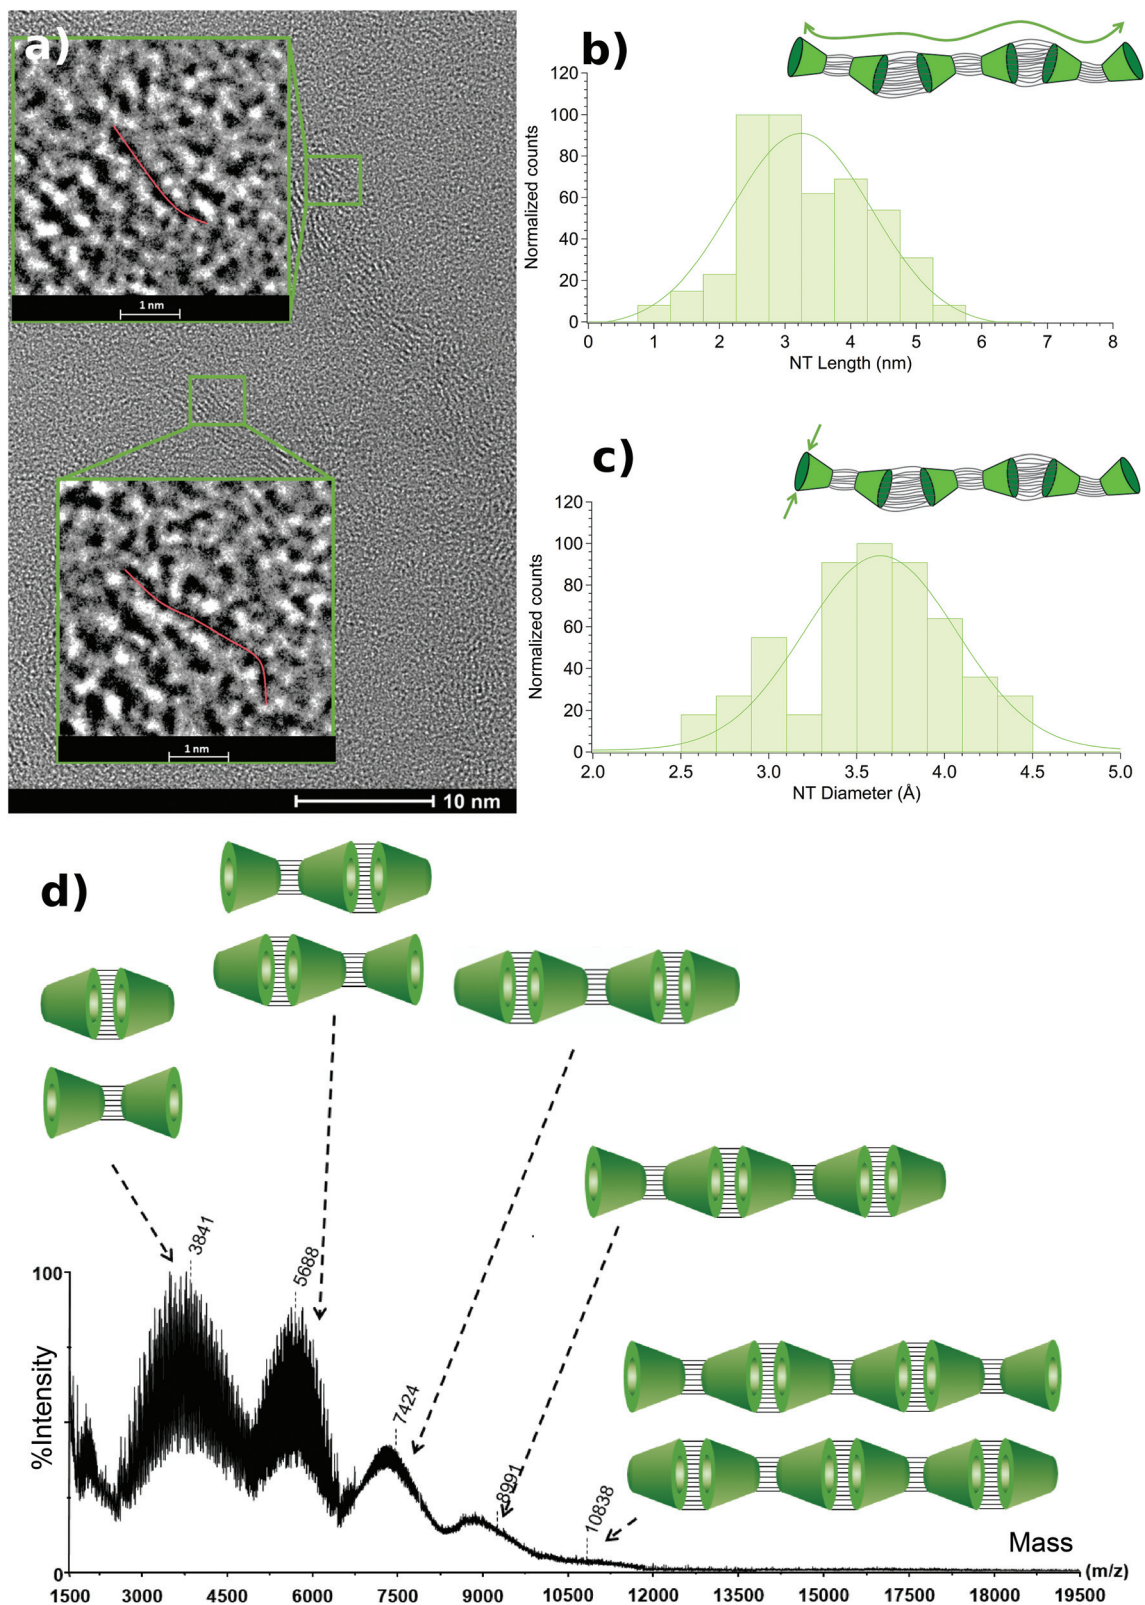 a)
1 nm
1 nm
10 nm
b)
120
100
80
60
40
20
0
0 1 2 3 4 5 6 7 8
Normalized counts
NT Length (nm)
c)
120
100
80
60
40
20
0
2.0 2.5 3.0 3.5 4.0 4.5 5.0
Normalized counts
NT Diameter (Å)
d)
3841
5688
7424
8991
10838
100
0
%Intensity
Mass
(m/z)
1500 3000 4500 6000 7500 9000 10500 12000 13500 15000 16500 18000 19500